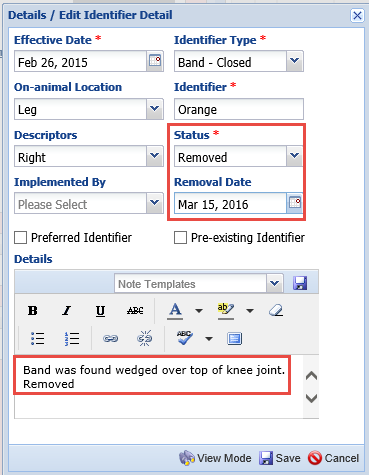 Details / Edit Identifier Detail
Effective Date * Identifier Type *
Feb 26, 2015 Band - Closed
On-animal Location Identifier *
Leg Orange
Descriptors Status *
Right Removed
Implemented By Removal Date
Please Select Mar 15, 2016
Preferred Identifier Pre-existing Identifier
Details
Note Templates
B I U ABC A ab
ABC
Band was found wedged over top of knee joint.
Removed
View Mode Save Cancel